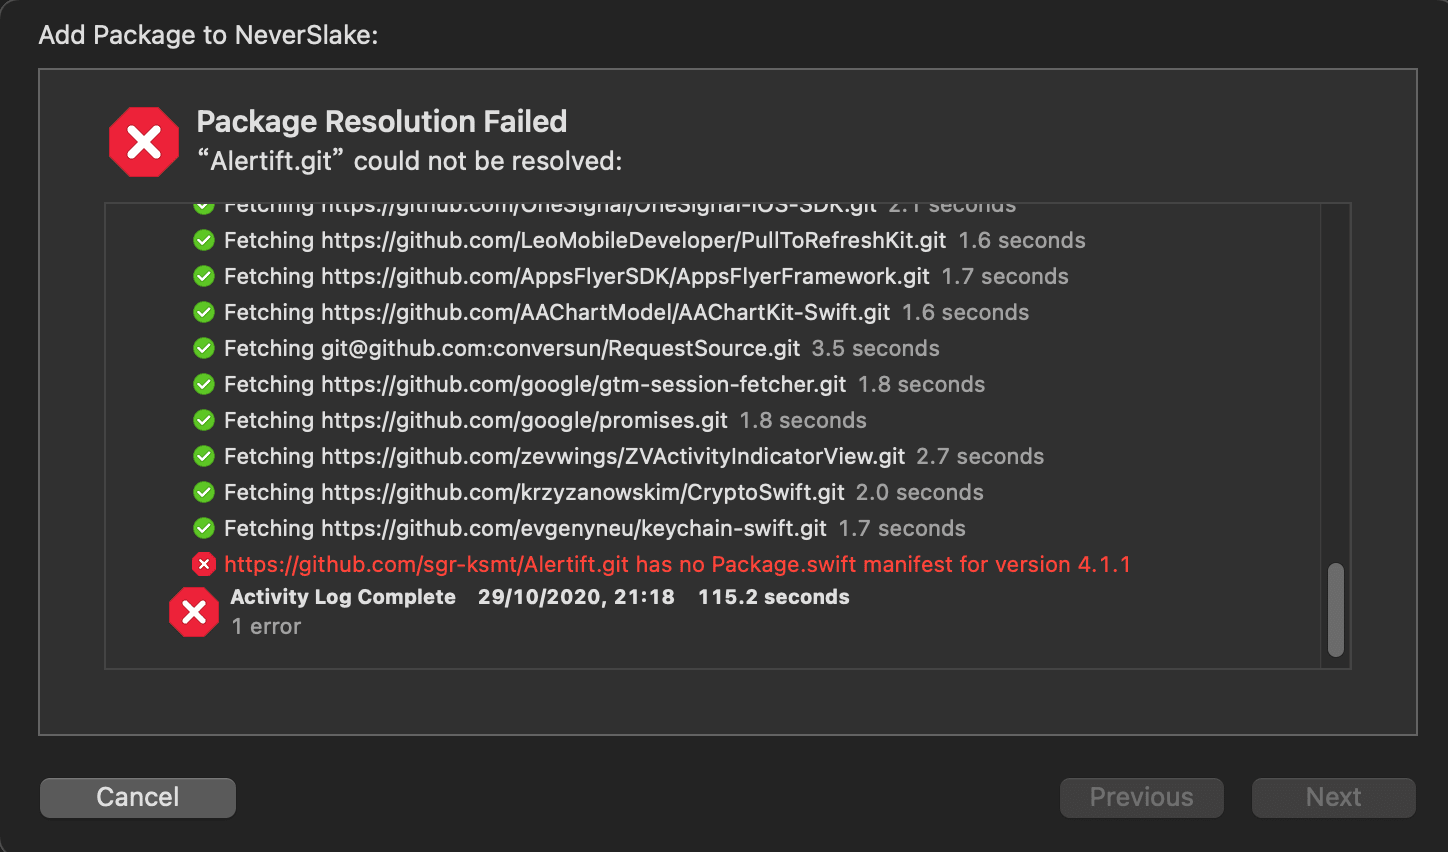 Add Package to NeverSlake:
Package Resolution Failed
“Alertift.git” could not be resolved:
Fetching https://github.com/OneSignal/OneSignal-iOS-SDK.git 2.1 seconds
Fetching https://github.com/LeoMobileDeveloper/PullToRefreshKit.git 1.6 seconds
Fetching https://github.com/AppsFlyerSDK/AppsFlyerFramework.git 1.7 seconds
Fetching https://github.com/AAChartModel/AAChartKit-Swift.git 1.6 seconds
Fetching git@github.com:conversun/RequestSource.git 3.5 seconds
Fetching https://github.com/google/gtm-session-fetcher.git 1.8 seconds
Fetching https://github.com/google/promises.git 1.8 seconds
Fetching https://github.com/zevwings/ZVActivityIndicatorView.git 2.7 seconds
Fetching https://github.com/krzyzanowskim/CryptoSwift.git 2.0 seconds
Fetching https://github.com/evgenyneu/keychain-swift.git 1.7 seconds
https://github.com/sgr-ksmt/Alertift.git has no Package.swift manifest for version 4.1.1
Activity Log Complete 29/10/2020, 21:18 115.2 seconds
1 error
Cancel
Previous
Next